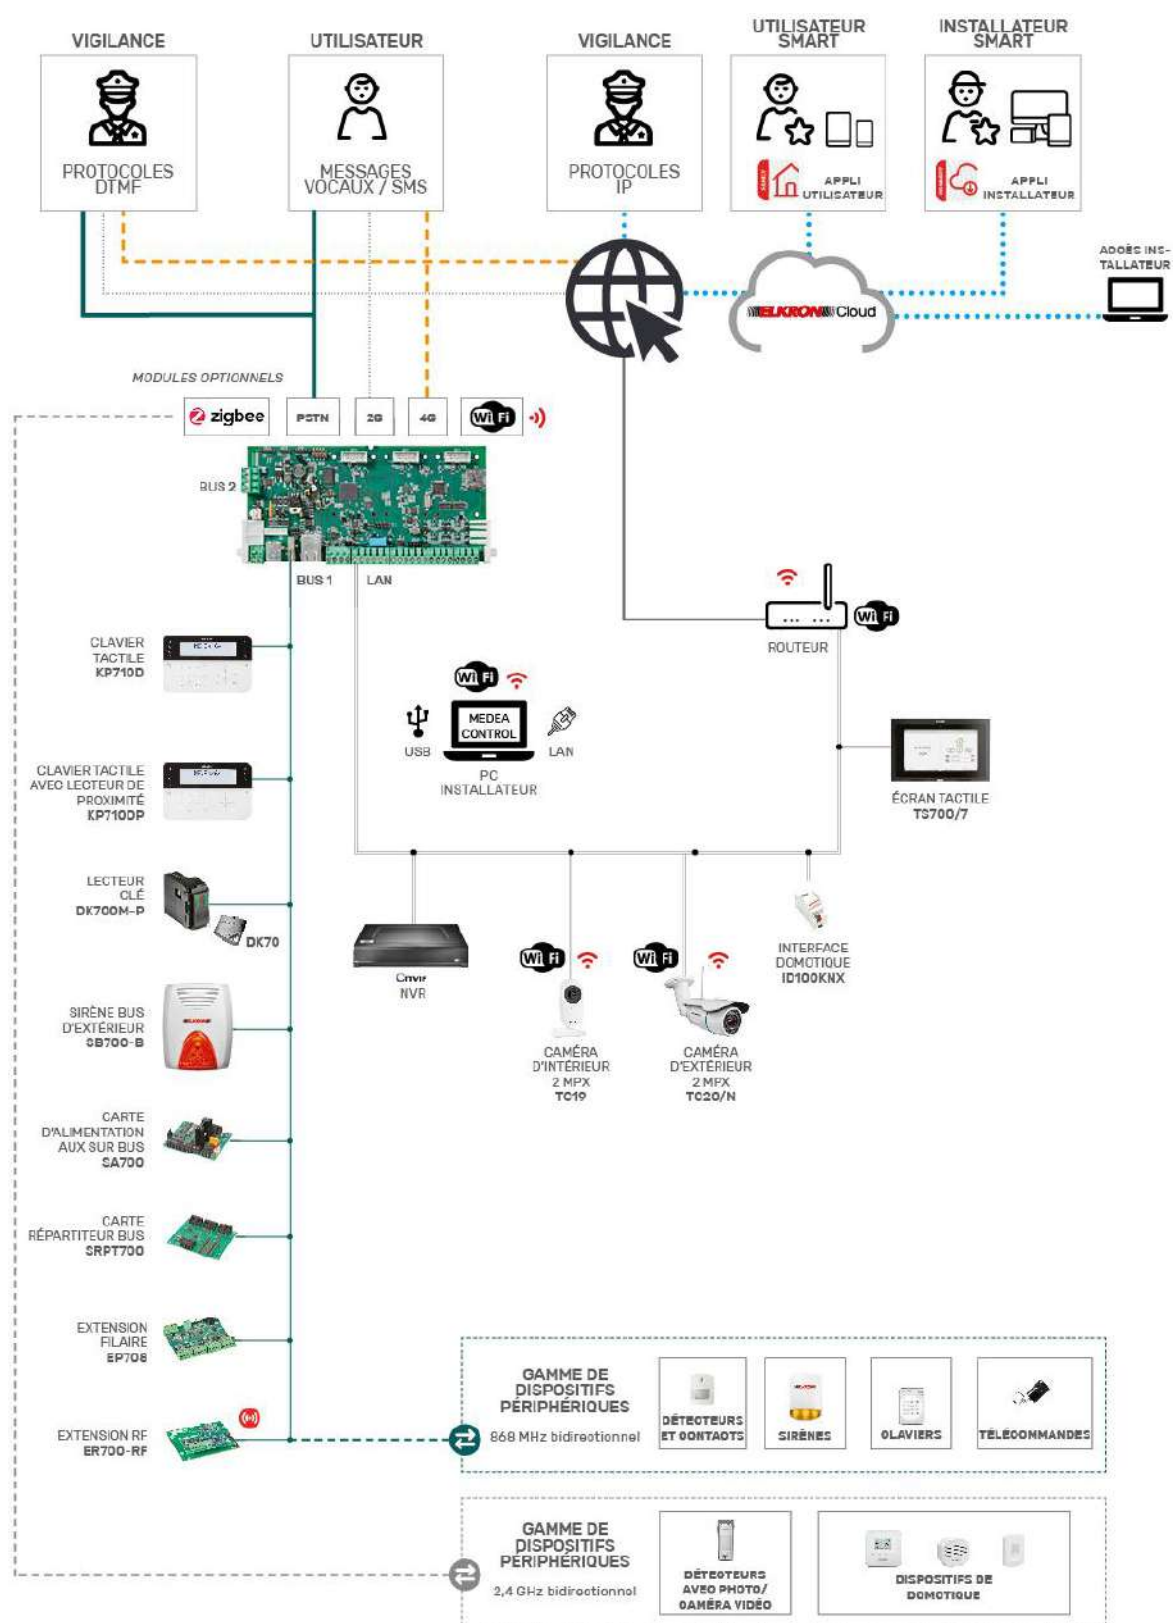 VIGILANCE
UTILISATEUR
VIGILANCE
UTILISATEUR
SMART
INSTALLATEUR
SMART
PROTOCOLES
DTMF
MESSAGES
VOCAUX / SMS
PROTOCOLES
IP
APPLI
UTILISATEUR
APPLI
INSTALLATEUR
ACCÈS INS-
TALLATEUR
ELKRON Cloud
MODULES OPTIONNELS
zigbee
PSTN
2G
4G
Wi Fi
BUS 2
BUS 1
LAN
Wi Fi
ROUTEUR
CLAVIER
TACTILE
KP710D
Wi Fi
MEDEA
CONTROL
USB
LAN
PC
INSTALLATEUR
ÉCRAN TACTILE
TS700/7
CLAVIER TACTILE
AVEC LECTEUR DE
PROXIMITÉ
KP710DP
LECTEUR
CLÉ
DK700M-P
DK70
NVR
Wi Fi
Wi Fi
INTERFACE
DOMOTIQUE
ID100KNX
CAMÉRA
D'INTÉRIEUR
2 MPX
TC19
CAMÉRA
D'EXTÉRIEUR
2 MPX
TC20/N
SIRÈNE BUS
D'EXTÉRIEUR
SB700-B
ELKRON
CARTE
D'ALIMENTATION
AUX SUR BUS
SA700
CARTE
RÉPARTITEUR BUS
SRPT700
EXTENSION
FILAIRE
EP708
EXTENSION RF
ER700-RF
GAMME DE
DISPOSITIFS
PÉRIPHÉRIQUES
868 MHz bidirectionnel
DÉTECTEURS
ET CONTACTS
SIRÈNES
CLAVIERS
TÉLÉCOMMANDES
GAMME DE
DISPOSITIFS
PÉRIPHÉRIQUES
2,4 GHz bidirectionnel
DÉTECTEURS
AVEC PHOTO/
CAMÉRA VIDÉO
DISPOSITIFS DE
DOMOTIQUE